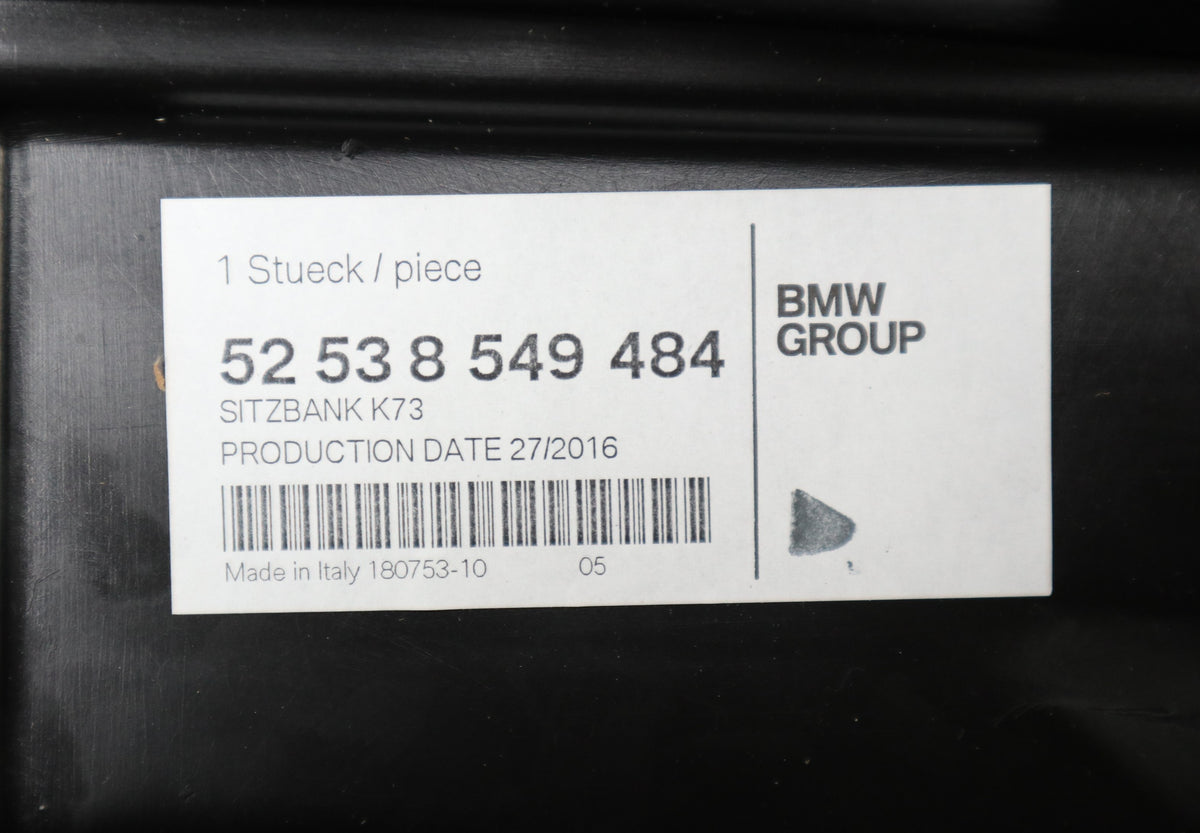 1 Stueck / piece
52 53 8 549 484
SITZBANK K73
PRODUCTION DATE 27/2016
Made in Italy 180753-10 05
BMW
GROUP